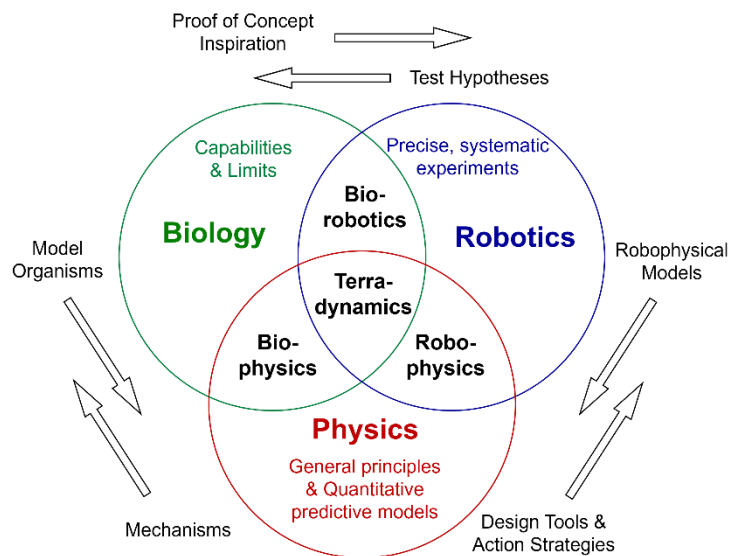 Proof of Concept
Inspiration
Test Hypotheses
Capabilities
& Limits
Precise, systematic
experiments
Bio-
robotics
Biology
Robotics
Model
Organisms
Robophysical
Models
Terra-
dynamics
Bio-
physics
Robo-
physics
Physics
General principles
& Quantitative
predictive models
Mechanisms
Design Tools &
Action Strategies